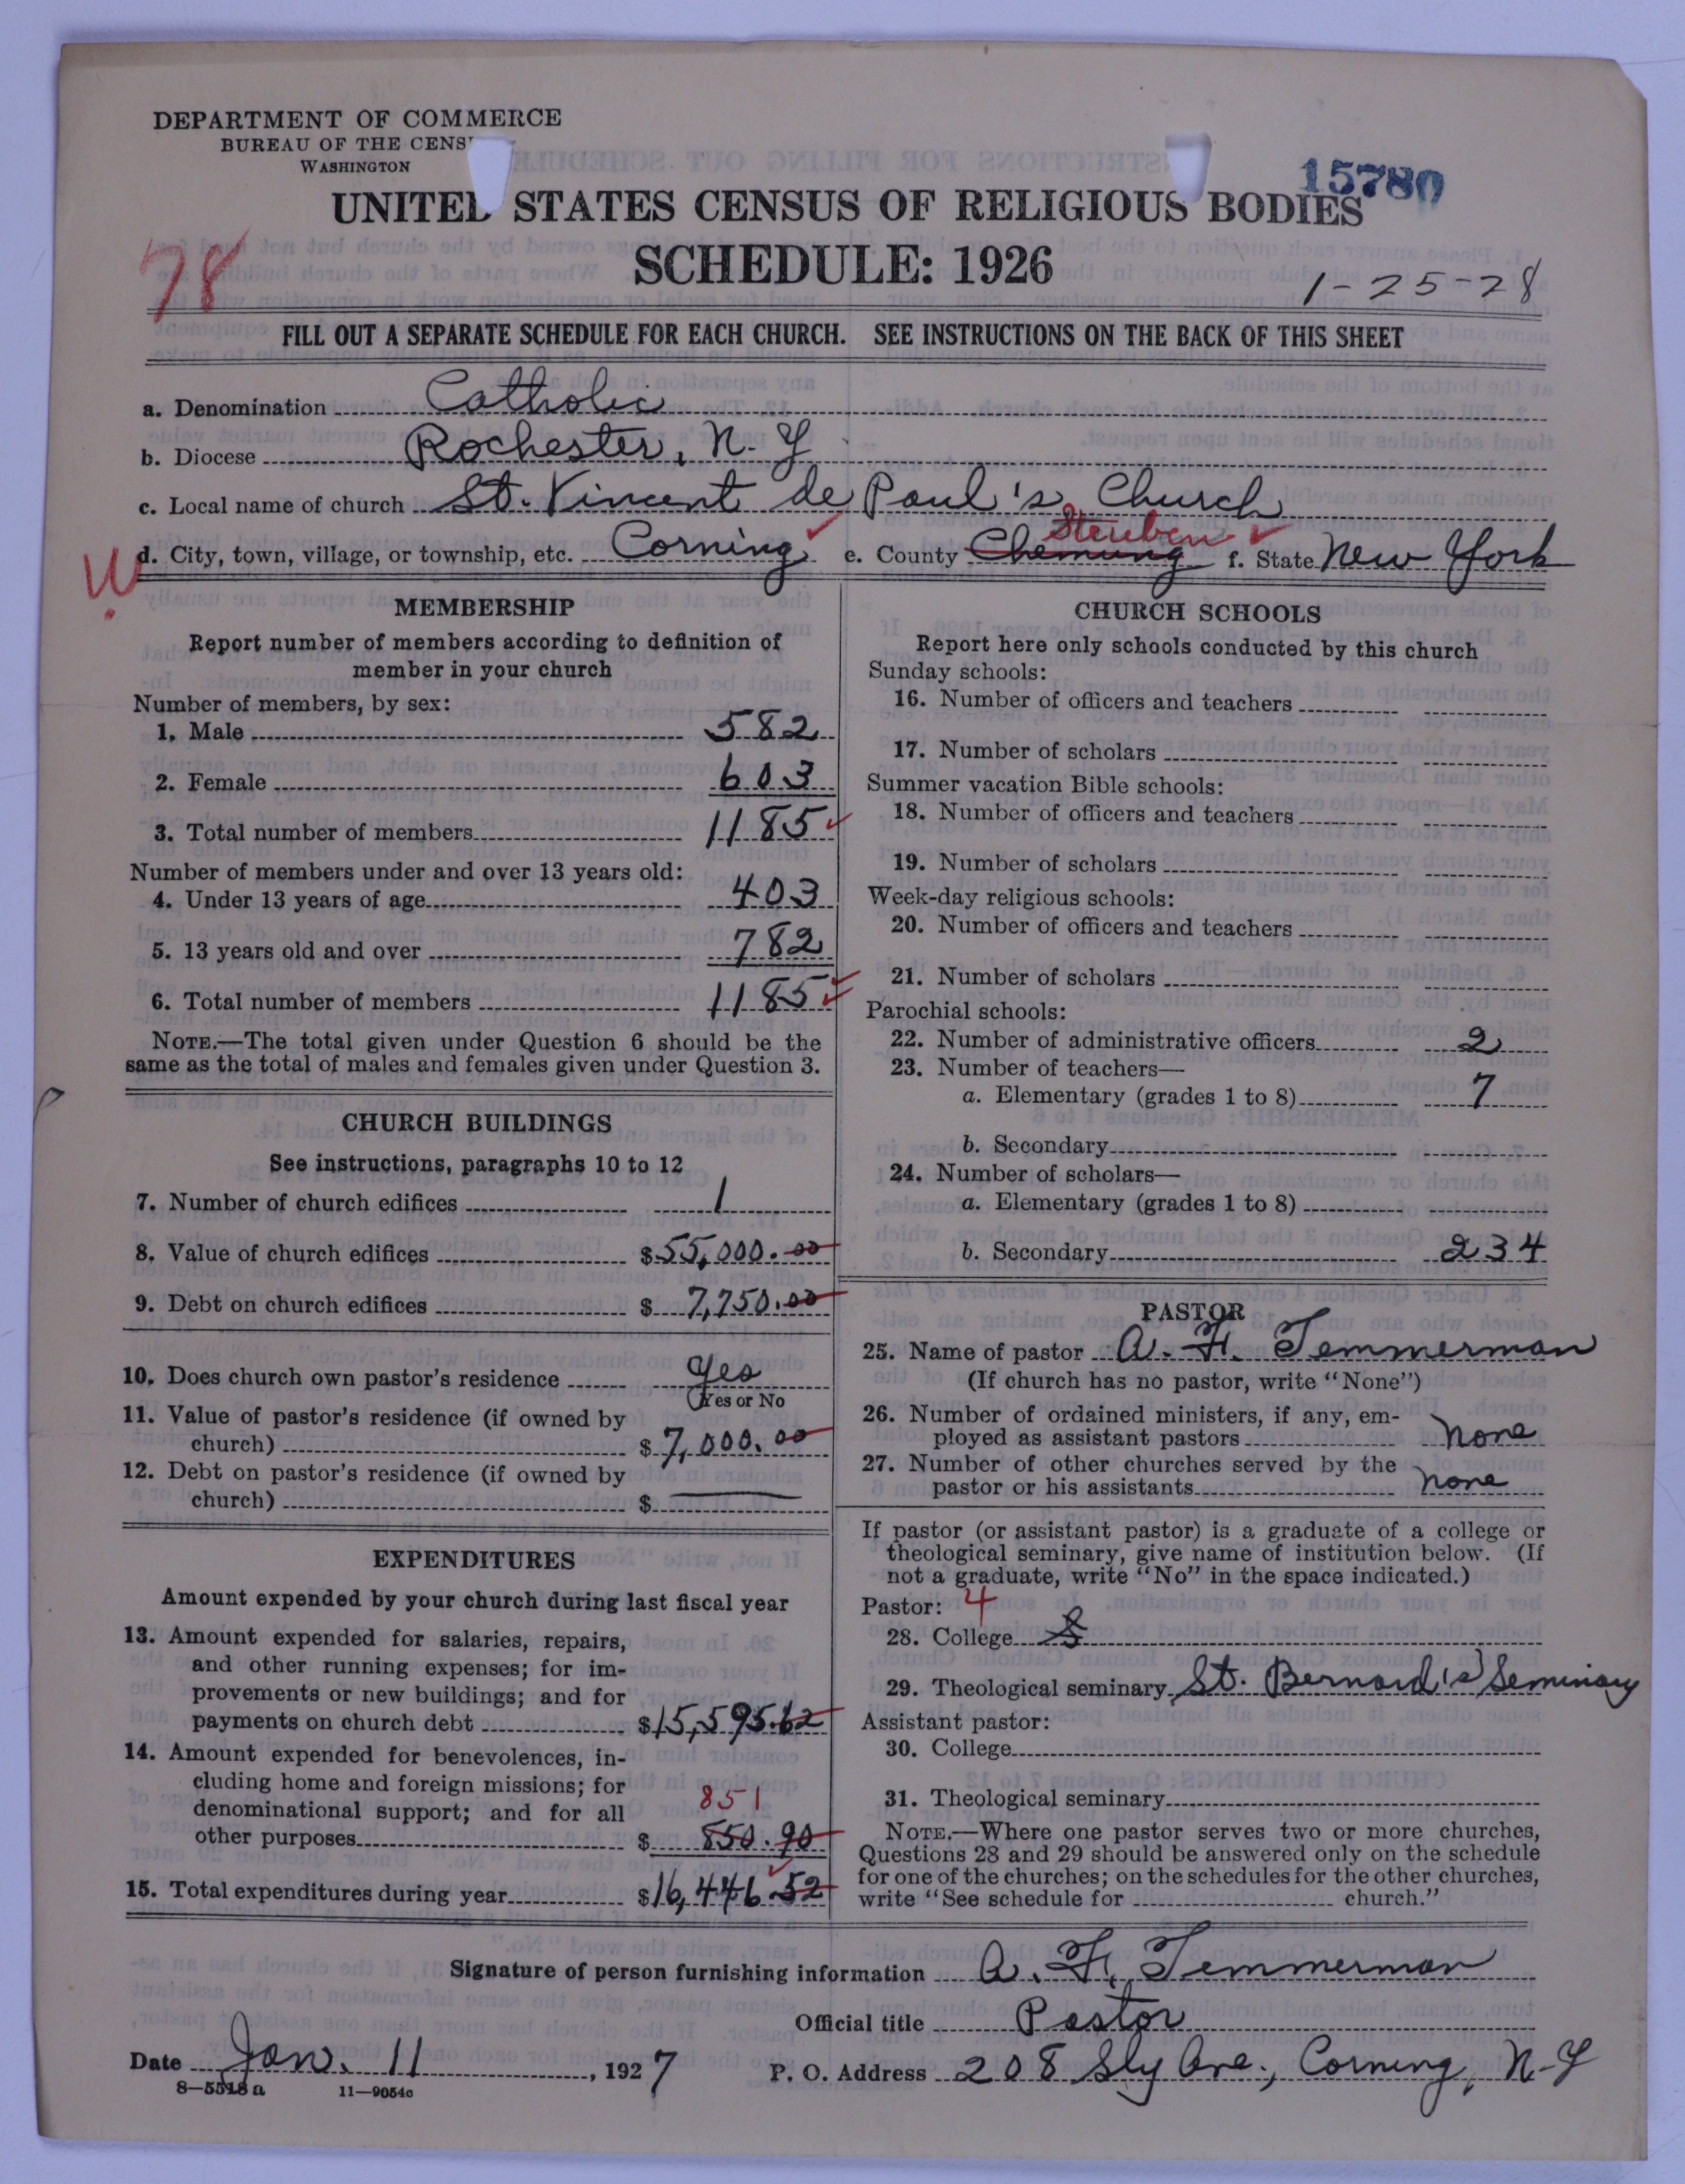 DEPARTMENT OF COMMERCE
BUREAU OF THE CENS
WASHINGTON
15780
UNITED STATES CENSUS OF RELIGIOUS BODIES
SCHEDULE: 1926
78
1-25-28
FILL OUT A SEPARATE SCHEDULE FOR EACH CHURCH. SEE INSTRUCTIONS ON THE BACK OF THIS SHEET
a. Denomination Catholic
b. Diocese Rochester, N.Y
c. Local name of church St. Vincent de Paul's Church
Steuben
d. City, town, village, or township, etc. Corning e. County Chemung f. State New York
MEMBERSHIP
Report number of members according to definition of
member in your church
Number of members, by sex:
1. Male 582
2. Female 603
3. Total number of members 1185
Number of members under and over 13 years old:
4. Under 13 years of age 403
5. 13 years old and over 782
6. Total number of members 1185
NOTE.—The total given under Question 6 should be the
same as the total of males and females given under Question 3.
CHURCH BUILDINGS
See instructions, paragraphs 10 to 12
7. Number of church edifices 1
8. Value of church edifices $55,000.00
9. Debt on church edifices $7,750.00
10. Does church own pastor's residence Yes
(Yes or No
11. Value of pastor's residence (if owned by
church) $7,000.00
12. Debt on pastor's residence (if owned by
church) $
EXPENDITURES
Amount expended by your church during last fiscal year
13. Amount expended for salaries, repairs,
and other running expenses; for im-
provements or new buildings; and for
payments on church debt $15,595.62
14. Amount expended for benevolences, in-
cluding home and foreign missions; for
denominational support; and for all
851
other purposes $850.90
15. Total expenditures during year $16,446.52
CHURCH SCHOOLS
Report here only schools conducted by this church
Sunday schools:
16. Number of officers and teachers
17. Number of scholars
Summer vacation Bible schools:
18. Number of officers and teachers
19. Number of scholars
Week-day religious schools:
20. Number of officers and teachers
21. Number of scholars
Parochial schools:
22. Number of administrative officers 2
23. Number of teachers—
a. Elementary (grades 1 to 8) 7
b. Secondary
24. Number of scholars—
a. Elementary (grades 1 to 8)
b. Secondary 234
PASTOR
25. Name of pastor A. F. Temmerman
(If church has no pastor, write "None")
26. Number of ordained ministers, if any, em-
ployed as assistant pastors None
27. Number of other churches served by the
pastor or his assistants None
If pastor (or assistant pastor) is a graduate of a college or
theological seminary, give name of institution below. (If
not a graduate, write "No" in the space indicated.)
Pastor: 4
28. College S
29. Theological seminary St. Bernard's Seminary
Assistant pastor:
30. College
31. Theological seminary
NOTE.—Where one pastor serves two or more churches,
Questions 28 and 29 should be answered only on the schedule
for one of the churches; on the schedules for the other churches,
write "See schedule for church."
Signature of person furnishing information A. F. Temmerman
Official title Pastor
Date Jan. 11, 1927 P. O. Address 208 Sly Ave., Corning, N-Y
8—5518a 11—9054c